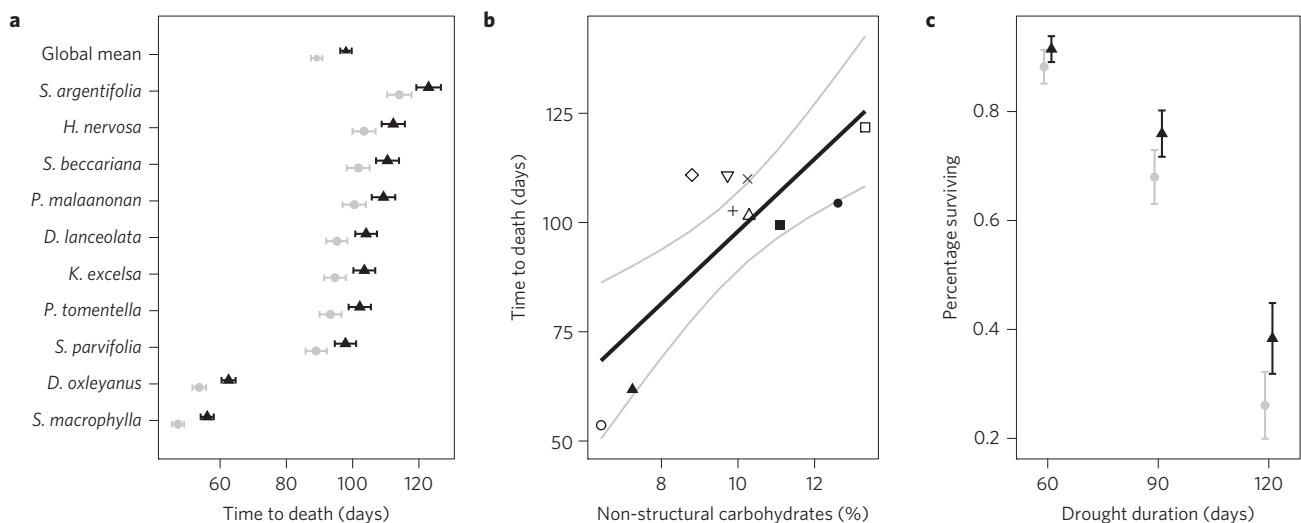 a
Global mean
S. argentifolia
H. nervosa
S. beccariana
P. malaanonan
D. lanceolata
K. excelsa
P. tomentella
S. parvifolia
D. oxleyanus
S. macrophylla
60 80 100 120
Time to death (days)
b
Time to death (days)
125
100
75
50
8 10 12
Non-structural carbohydrates (%)
c
Percentage surviving
0.8
0.6
0.4
0.2
60 90 120
Drought duration (days)